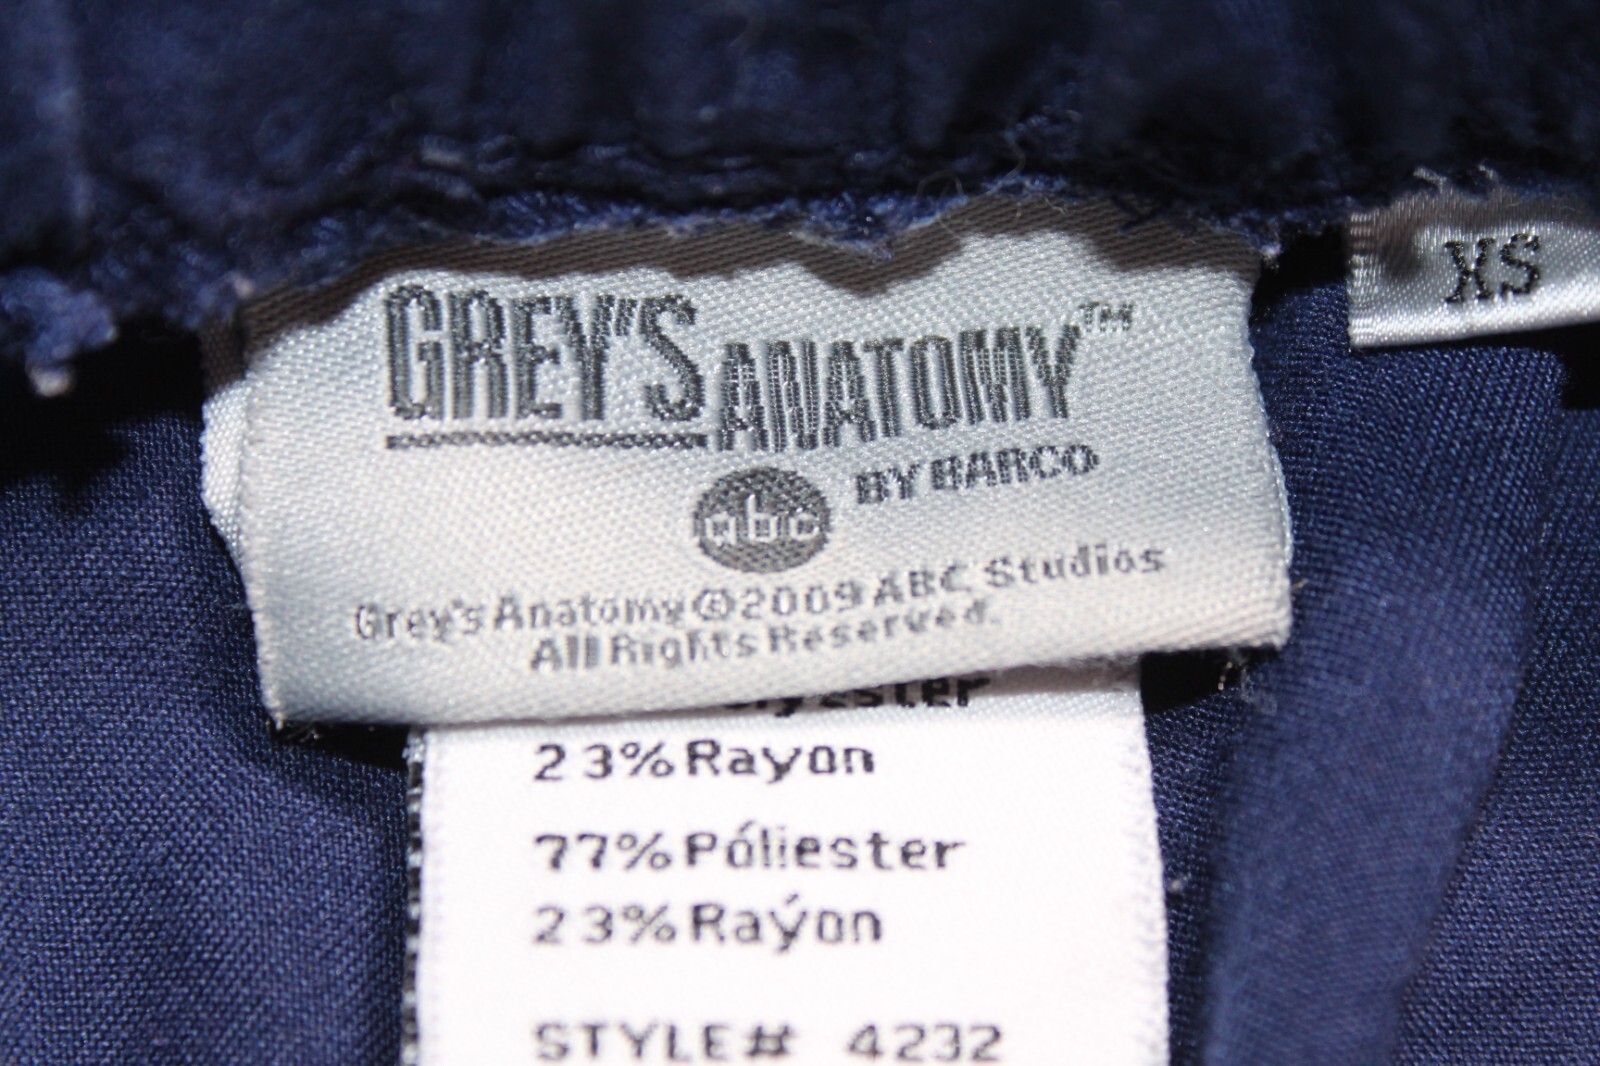 GREY'S ANATOMY™
BY BARCO
abc
Grey's Anatomy ©2009 ABC Studios
All Rights Reserved.
XS
23% Rayon
77% Póliester
23% Raýon
STYLE# 4232